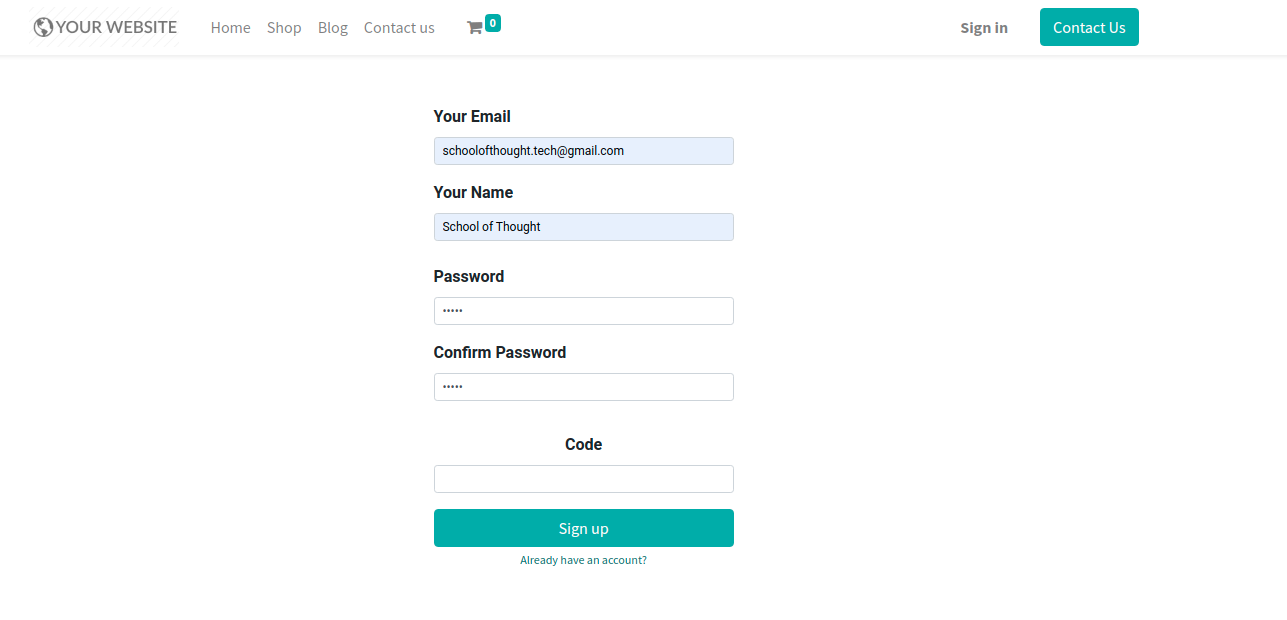 YOUR WEBSITE Home Shop Blog Contact us 0 Sign in Contact Us
Your Email
schoolofthought.tech@gmail.com
Your Name
School of Thought
Password
•••••
Confirm Password
•••••
Code
Sign up
Already have an account?